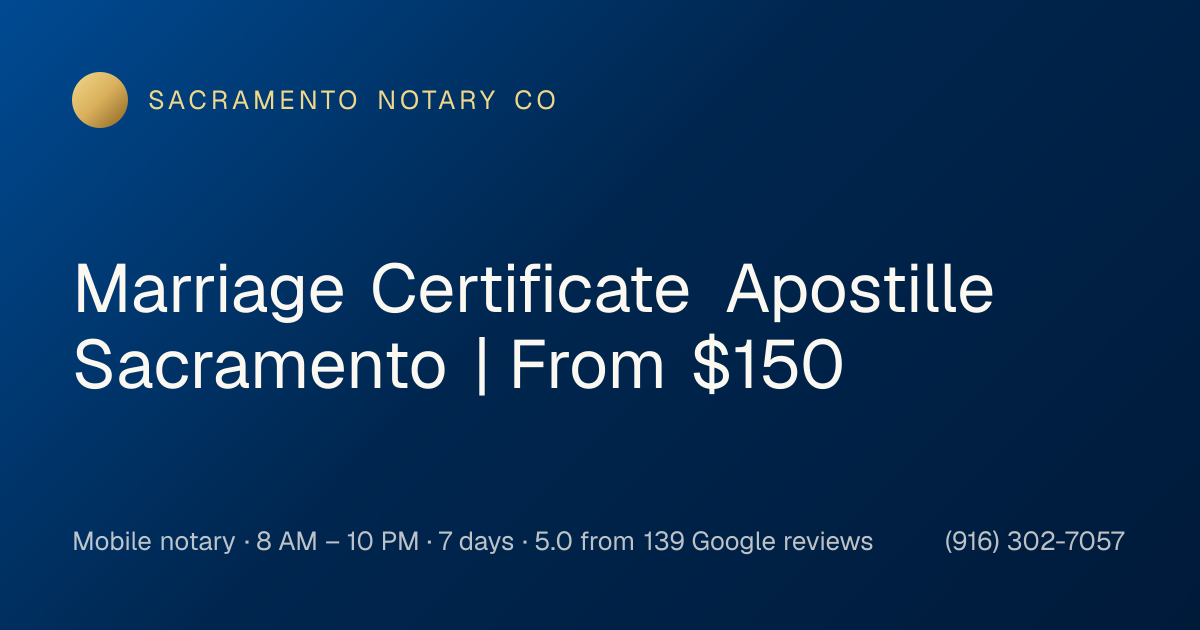 SACRAMENTO NOTARY CO
Marriage Certificate Apostille
Sacramento | From $150
Mobile notary · 8 AM – 10 PM · 7 days · 5.0 from 139 Google reviews
(916) 302-7057